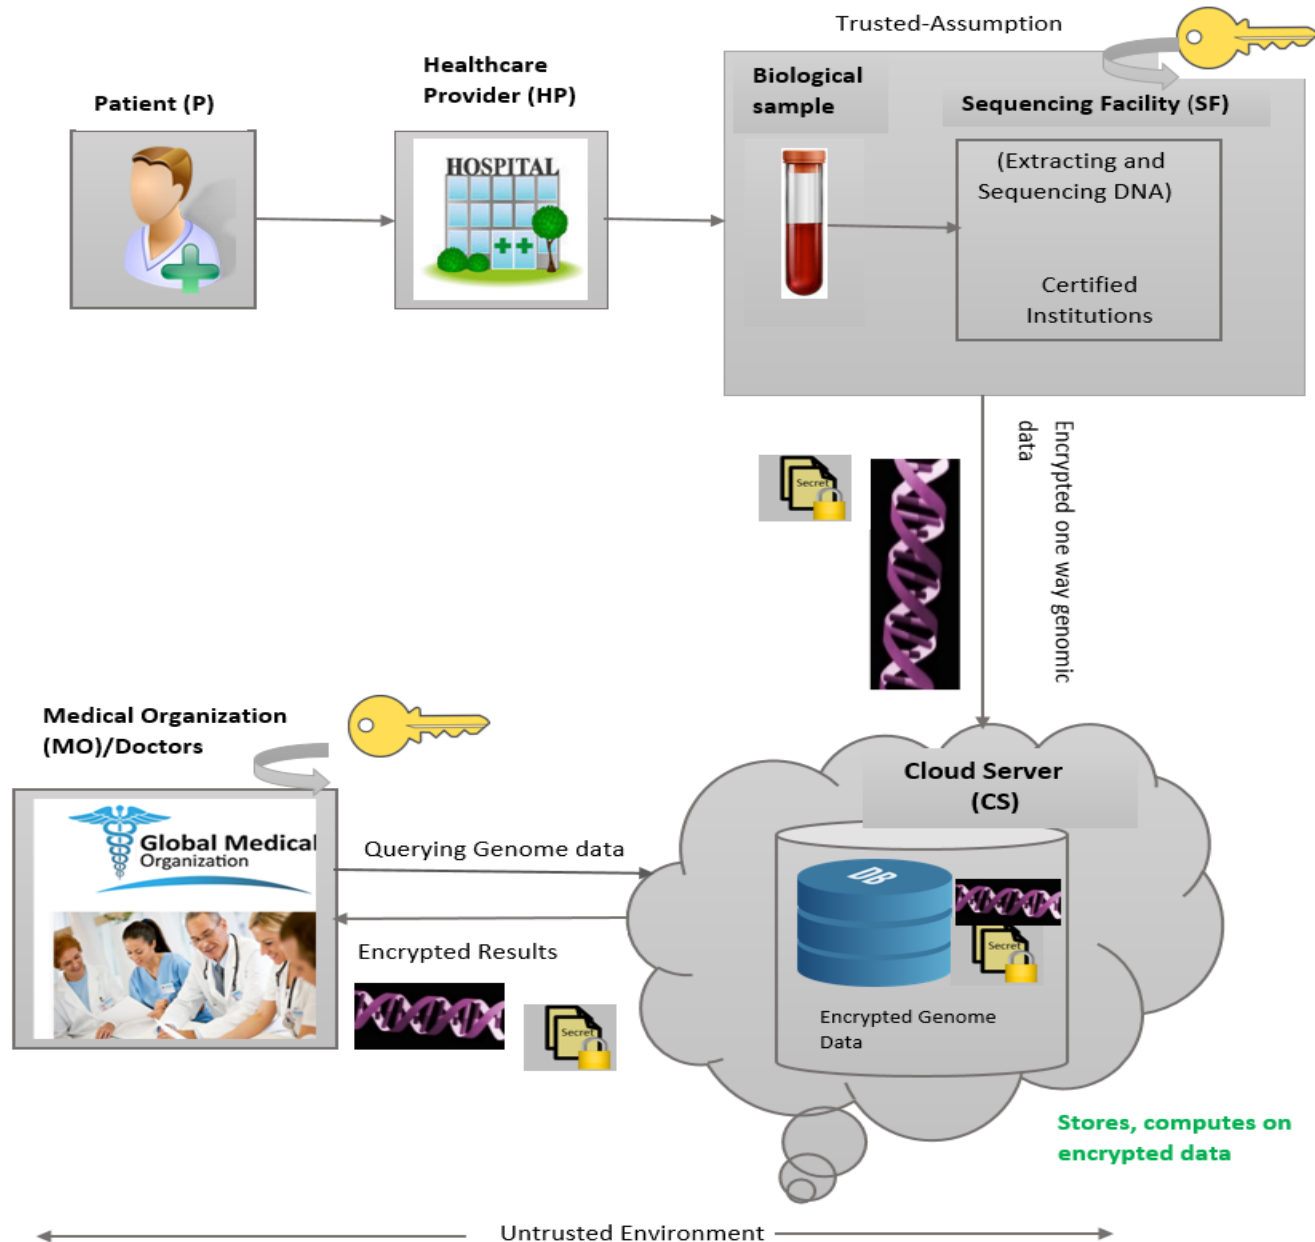 Trusted-Assumption
Patient (P)
Healthcare
Provider (HP)
HOSPITAL
Biological
sample
Sequencing Facility (SF)
(Extracting and
Sequencing DNA)
Certified
Institutions
Encrypted one way genomic
data
Secret
Medical Organization
(MO)/Doctors
Global Medical
Organization
Querying Genome data
Encrypted Results
Secret
Cloud Server
(CS)
DB
Secret
Encrypted Genome
Data
Stores, computes on
encrypted data
Untrusted Environment